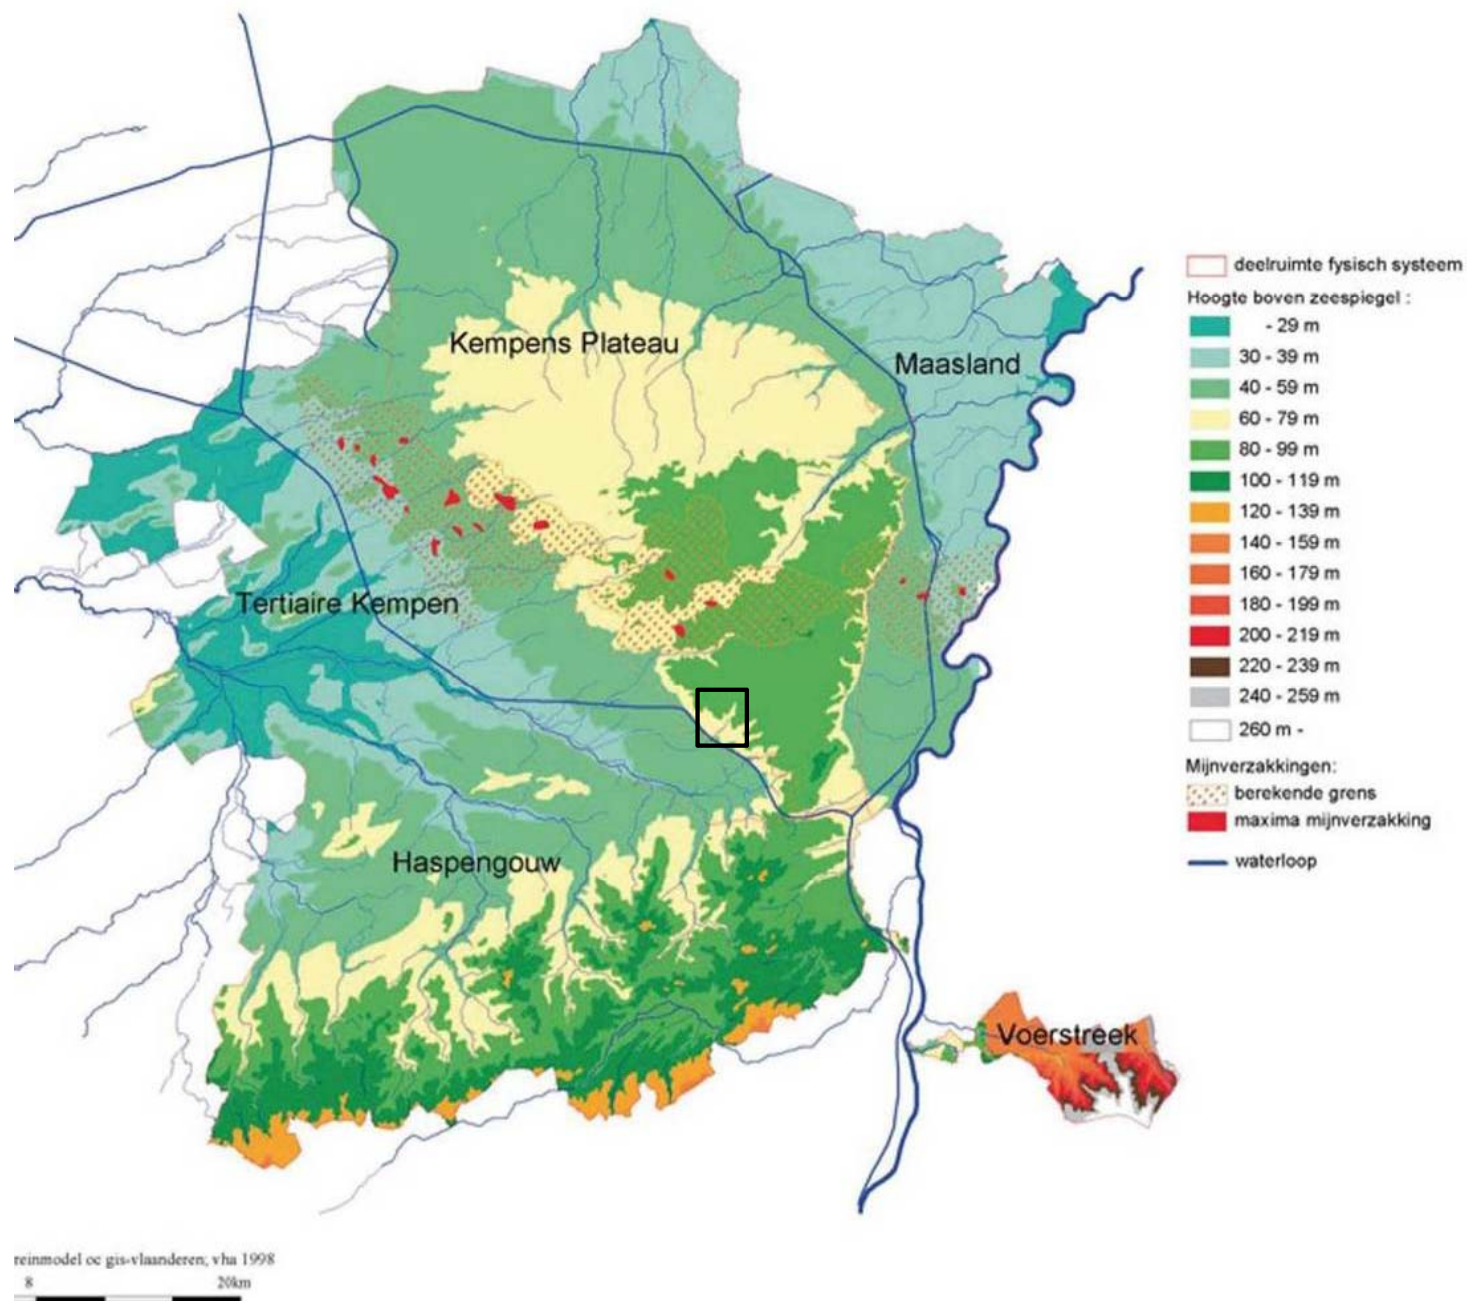 Kempens Plateau
Maasland
Tertiaire Kempen
Haspengouw
Voerstreek
deelruimte fysisch systeem
Hoogte boven zeespiegel :
- 29 m
30 - 39 m
40 - 59 m
60 - 79 m
80 - 99 m
100 - 119 m
120 - 139 m
140 - 159 m
160 - 179 m
180 - 199 m
200 - 219 m
220 - 239 m
240 - 259 m
260 m -
Mijnverzakkingen:
berekende grens
maxima mijnverzakking
waterloop
reinmodel oc gis-vlaanderen; vha 1998
8 20km